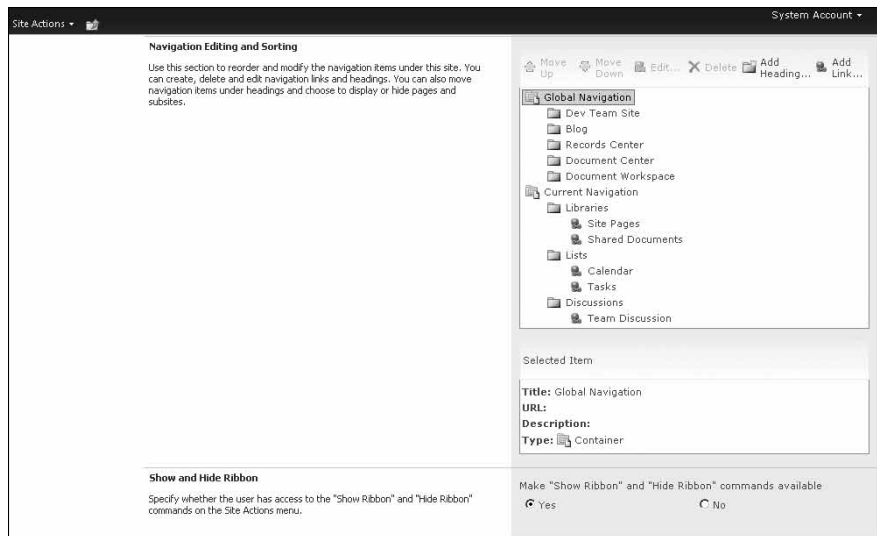 Site Actions
System Account
Navigation Editing and Sorting
Use this section to reorder and modify the navigation items under this site. You
can create, delete and edit navigation links and headings. You can also move
navigation items under headings and choose to display or hide pages and
subsites.
Move Up
Move Down
Edit...
Delete
Add Heading...
Add Link...
Global Navigation
Dev Team Site
Blog
Records Center
Document Center
Document Workspace
Current Navigation
Libraries
Site Pages
Shared Documents
Lists
Calendar
Tasks
Discussions
Team Discussion
Selected Item
Title: Global Navigation
URL:
Description:
Type: Container
Show and Hide Ribbon
Specify whether the user has access to the "Show Ribbon" and "Hide Ribbon"
commands on the Site Actions menu.
Make "Show Ribbon" and "Hide Ribbon" commands available
Yes
No